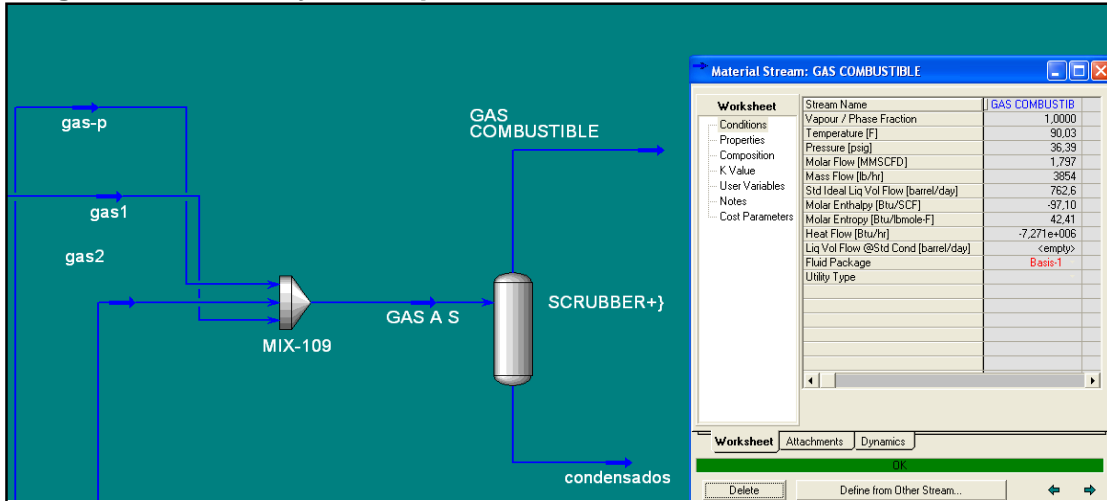 gas-p
gas1
gas2
MIX-109
GAS A S
GAS
COMBUSTIBLE
SCRUBBER+}
condensados
Material Stream: GAS COMBUSTIBLE
Worksheet
Conditions
Properties
Composition
K Value
User Variables
Notes
Cost Parameters
Stream Name GAS COMBUSTIB
Vapour / Phase Fraction 1,0000
Temperature [F] 90,03
Pressure [psig] 36,39
Molar Flow [MMSCFD] 1,797
Mass Flow [lb/hr] 3854
Std Ideal Liq Vol Flow [barrel/day] 762,6
Molar Enthalpy [Btu/SCF] -97,10
Molar Entropy [Btu/lbmole-F] 42,41
Heat Flow [Btu/hr] -7,271e+006
Liq Vol Flow @Std Cond [barrel/day] <empty>
Fluid Package Basis-1
Utility Type
Worksheet Attachments Dynamics
OK
Delete Define from Other Stream...